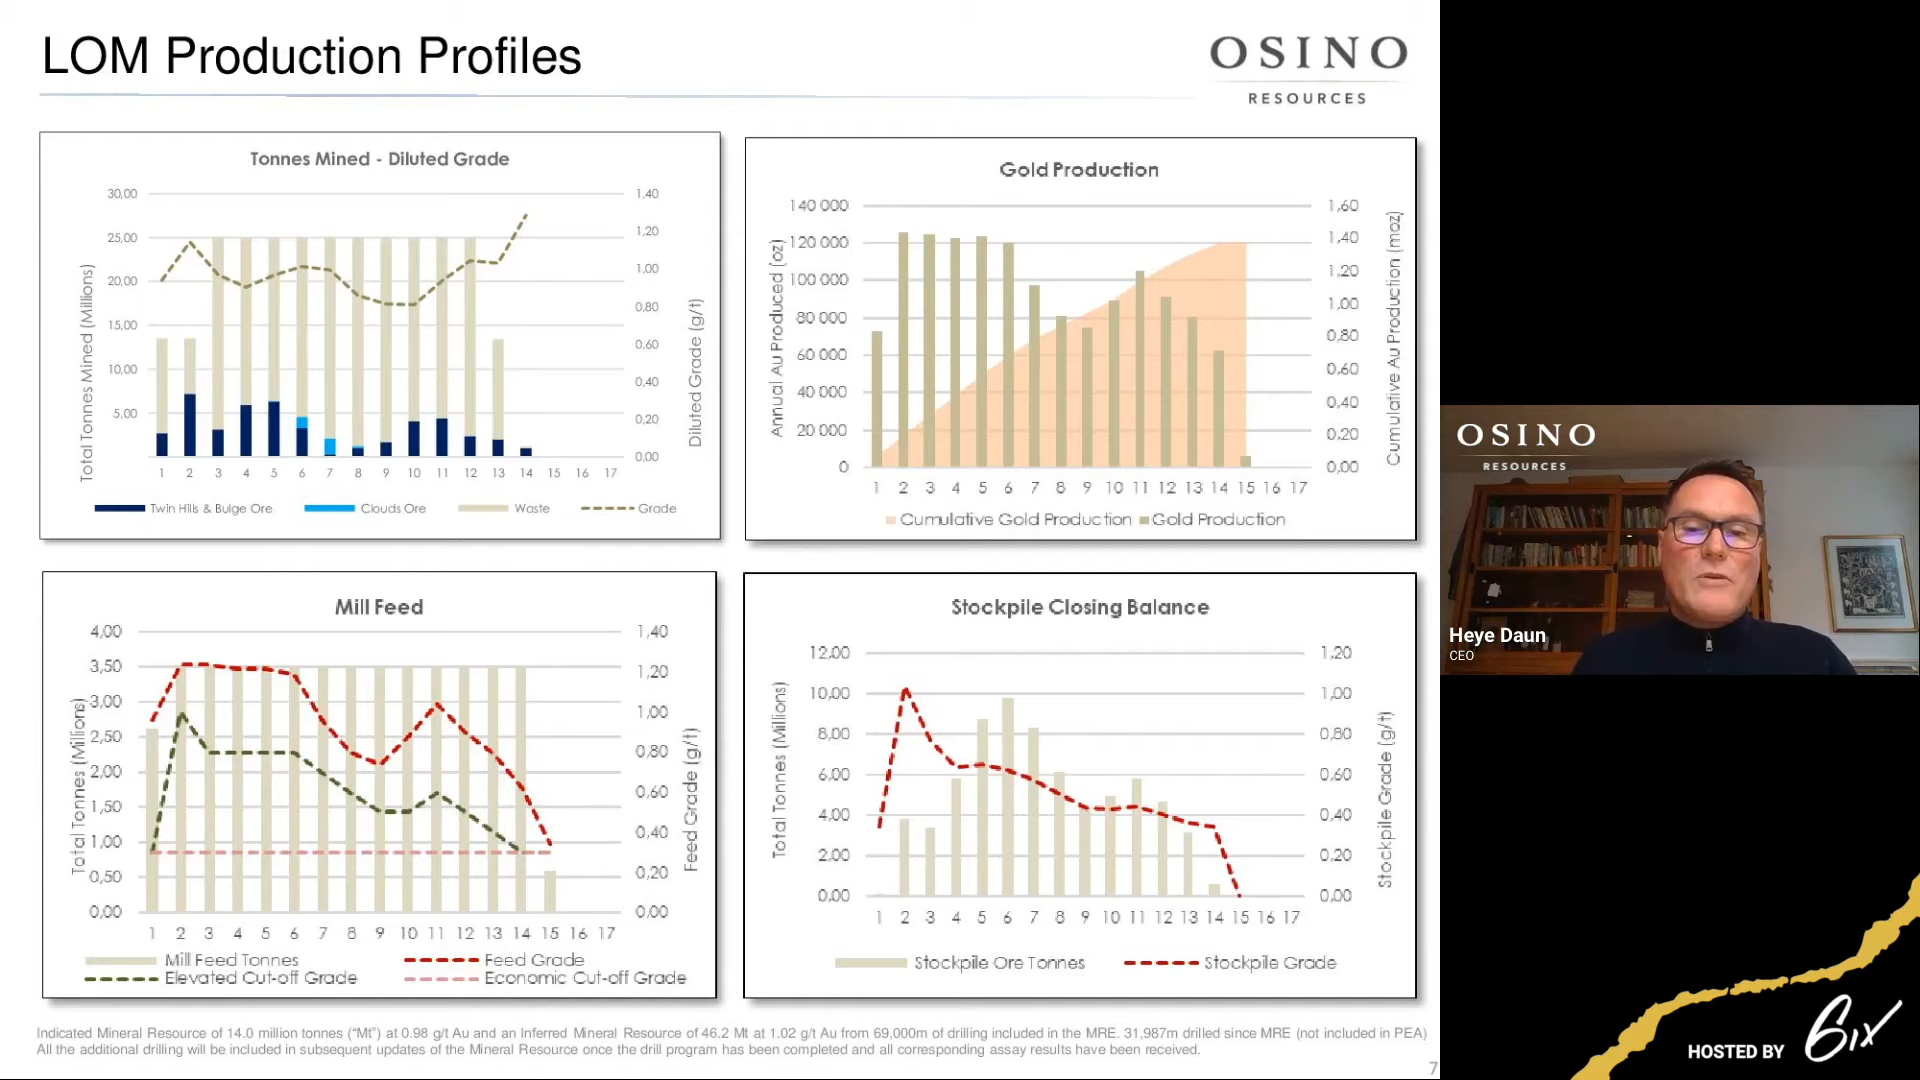 LOM Production Profiles
OSINO
RESOURCES
Tonnes Mined - Diluted Grade
Total Tonnes Mined (Millions)
30,00
25,00
20,00
15,00
10,00
5,00
1,40
1,20
1,00
0,80
0,60
0,40
0,20
0,00
Diluted Grade (g/t)
1 2 3 4 5 6 7 8 9 10 11 12 13 14 15 16 17
Twin Hills & Bulge Ore Clouds Ore Waste Grade
Gold Production
Annual Au Produced (oz)
140 000
120 000
100 000
80 000
60 000
40 000
20 000
0
1,60
1,40
1,20
1,00
0,80
0,60
0,40
0,20
0,00
Cumulative Au Production (moz)
1 2 3 4 5 6 7 8 9 10 11 12 13 14 15 16 17
Cumulative Gold Production Gold Production
Mill Feed
Total Tonnes (Millions)
4,00
3,50
3,00
2,50
2,00
1,50
1,00
0,50
0,00
1,40
1,20
1,00
0,80
0,60
0,40
0,20
0,00
Feed Grade (g/t)
1 2 3 4 5 6 7 8 9 10 11 12 13 14 15 16 17
Mill Feed Tonnes Feed Grade
Elevated Cut-off Grade Economic Cut-off Grade
Stockpile Closing Balance
Total Tonnes (Millions)
12,00
10,00
8,00
6,00
4,00
2,00
0,00
1,20
1,00
0,80
0,60
0,40
0,20
0,00
Stockpile Grade (g/t)
1 2 3 4 5 6 7 8 9 10 11 12 13 14 15 16 17
Stockpile Ore Tonnes Stockpile Grade
Indicated Mineral Resource of 14.0 million tonnes ("Mt") at 0.98 g/t Au and an Inferred Mineral Resource of 46.2 Mt at 1.02 g/t Au from 69,000m of drilling included in the MRE. 31,987m drilled since MRE (not included in PEA)
All the additional drilling will be included in subsequent updates of the Mineral Resource once the drill program has been completed and all corresponding assay results have been received.
7
OSINO
RESOURCES
Heye Daun
CEO
HOSTED BY 6ix